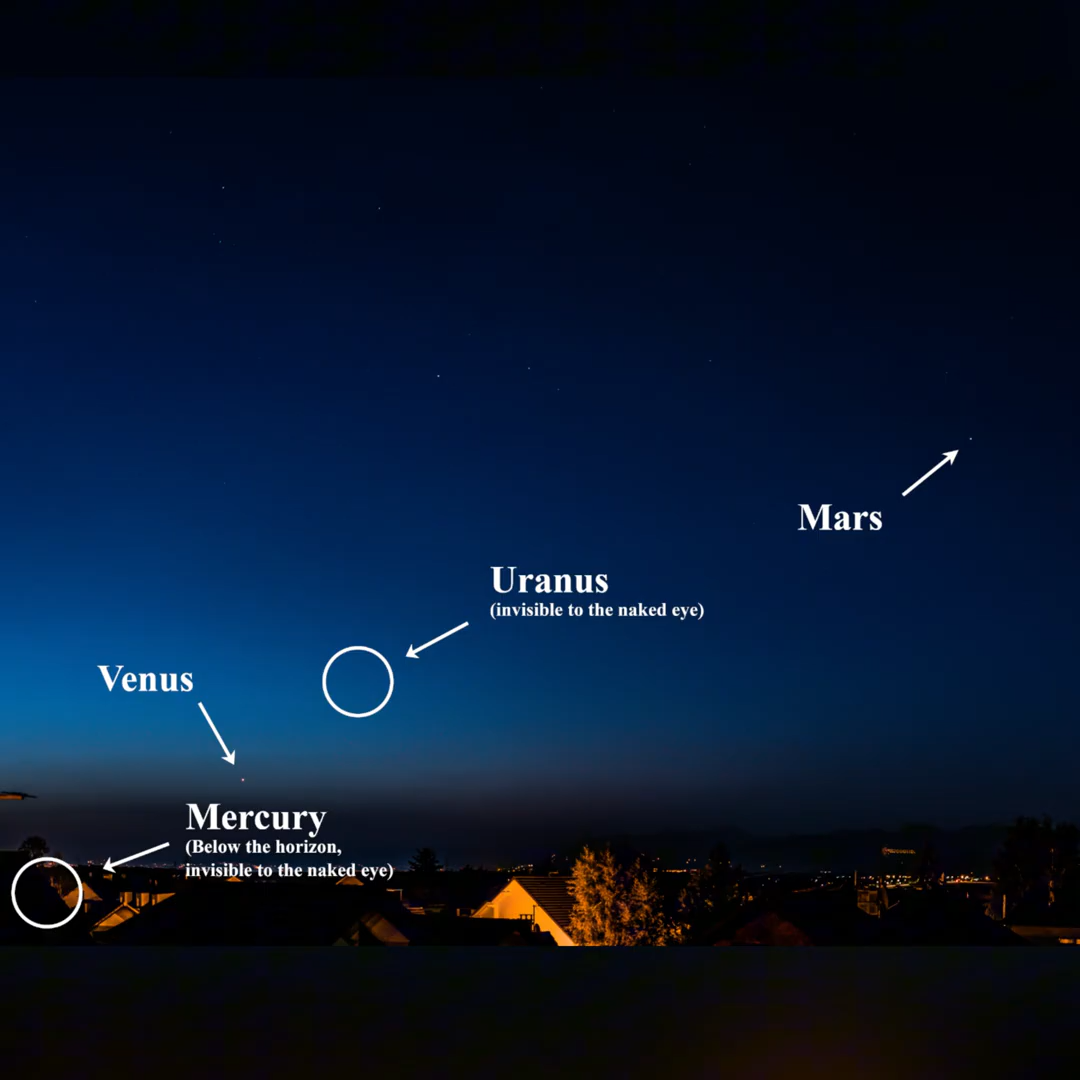 Mars
Uranus
(invisible to the naked eye)
Venus
Mercury
(Below the horizon,
invisible to the naked eye)